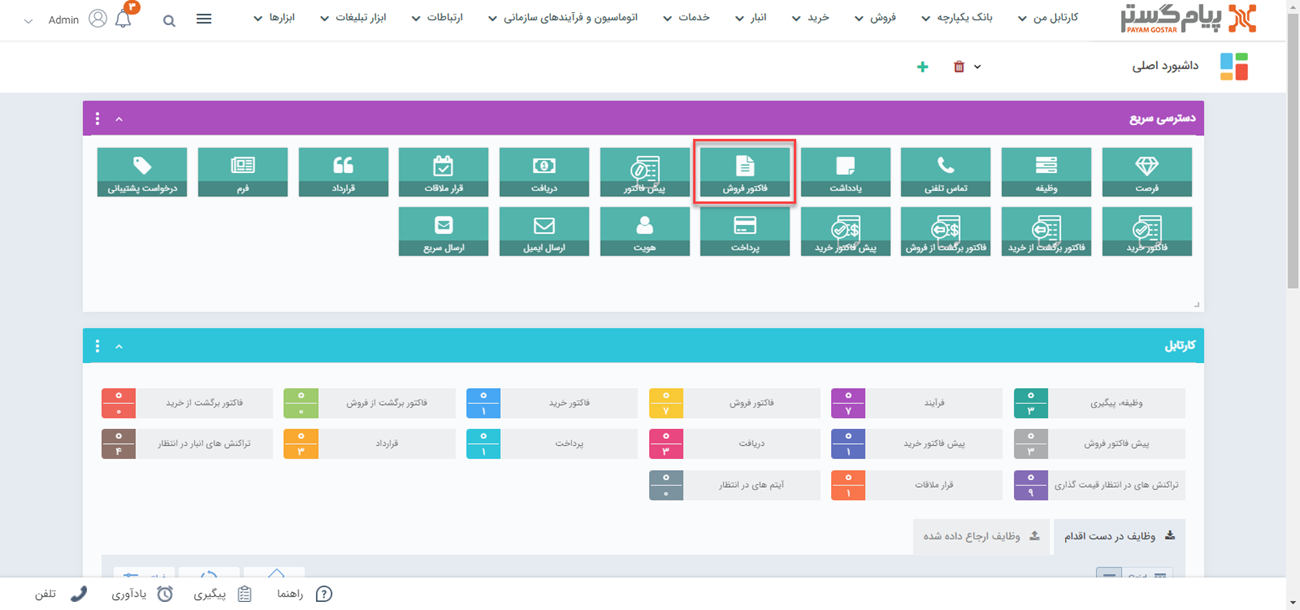 پیام گستر
PAYAM GOSTAR
کارتابل من
بانک یکپارچه
فروش
خرید
انبار
خدمات
اتوماسیون و فرآیندهای سازمانی
ارتباطات
ابزار تبلیغات
ابزارها
۳
Admin
داشبورد اصلی
دسترسی سریع
فرصت
وظیفه
تماس تلفنی
یادداشت
فاکتور فروش
پیش فاکتور
دریافت
قرار ملاقات
قرارداد
فرم
درخواست پشتیبانی
فاکتور خرید
فاکتور برگشت از خرید
فاکتور برگشت از فروش
پیش فاکتور خرید
پرداخت
هویت
ارسال ایمیل
ارسال سریع
کارتابل
وظیفه، پیگیری
۰
۳
فرآیند
۰
۷
فاکتور فروش
۰
۷
فاکتور خرید
۰
۱
فاکتور برگشت از فروش
۰
۰
فاکتور برگشت از خرید
۰
۰
پیش فاکتور فروش
۰
۳
پیش فاکتور خرید
۰
۱
دریافت
۰
۳
پرداخت
۰
۱
قرارداد
۰
۳
تراکنش های انبار در انتظار
۰
۴
تراکنش های در انتظار قیمت گذاری
۰
۹
قرار ملاقات
۰
۱
آیتم های در انتظار
۰
۰
وظایف در دست اقدام
وظایف ارجاع داده شده
راهنما
پیگیری
یادآوری
تلفن